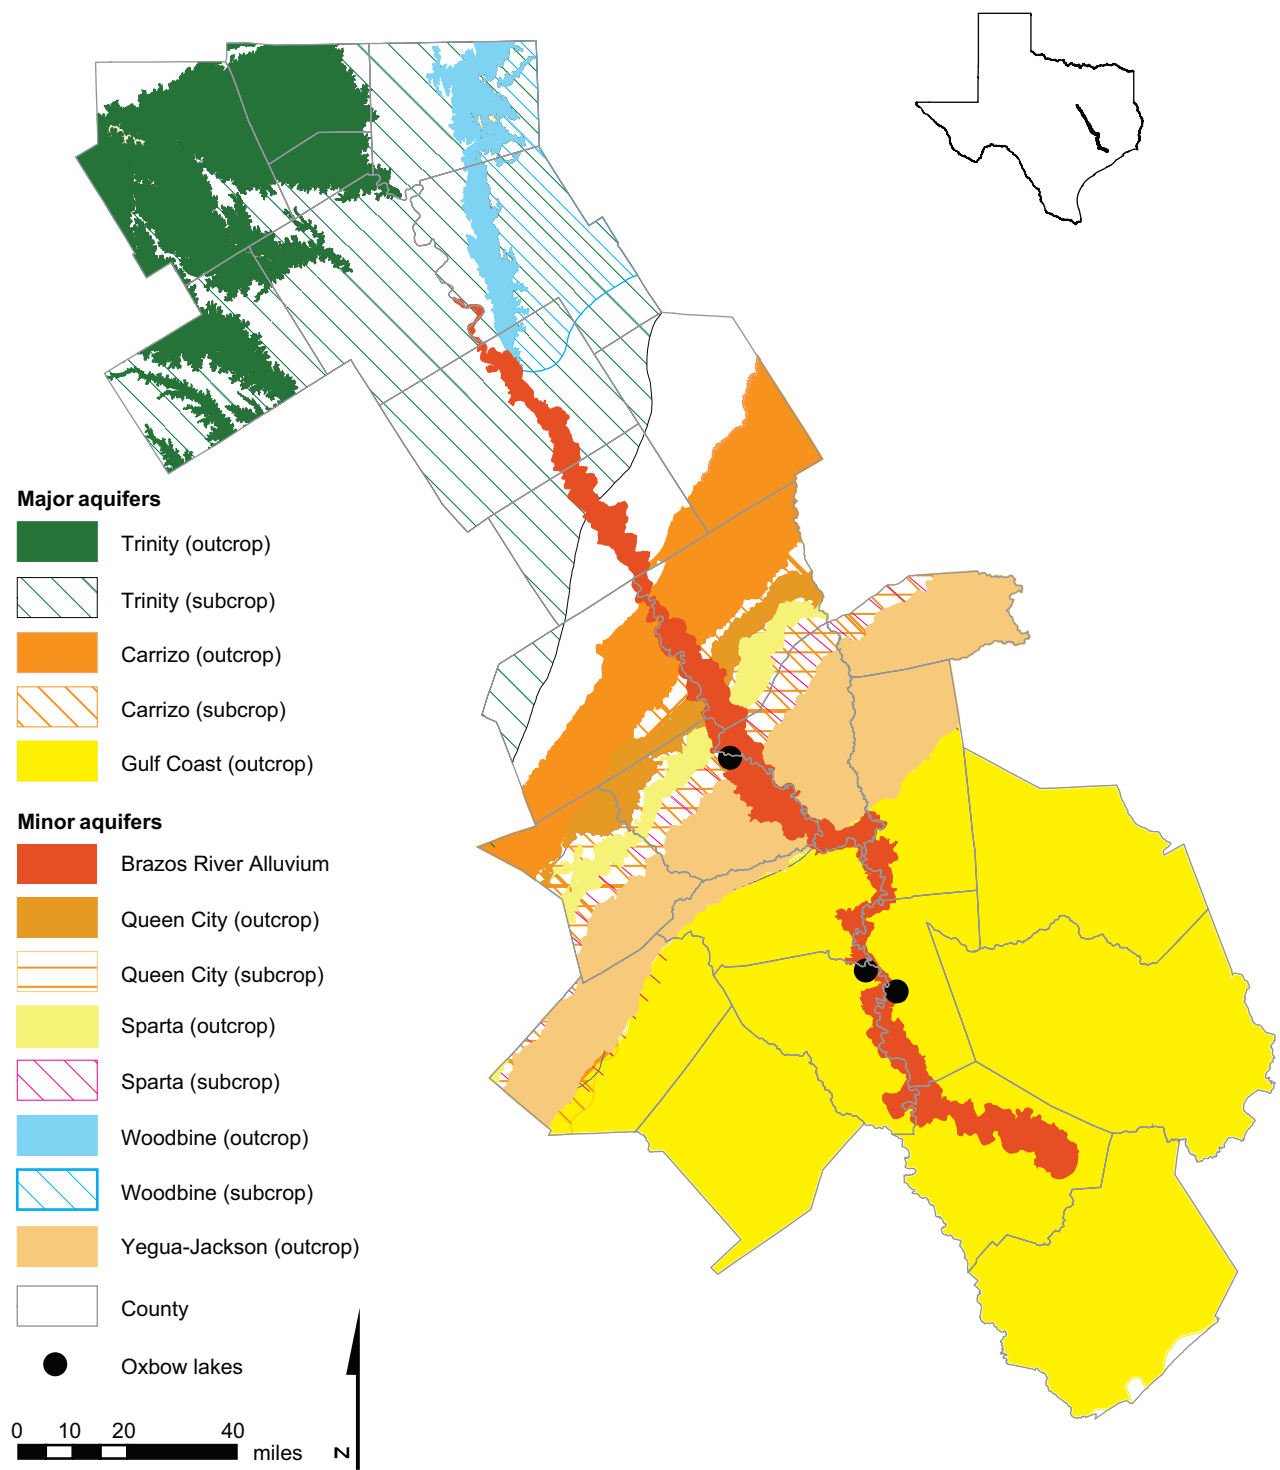 Major aquifers
Trinity (outcrop)
Trinity (subcrop)
Carrizo (outcrop)
Carrizo (subcrop)
Gulf Coast (outcrop)
Minor aquifers
Brazos River Alluvium
Queen City (outcrop)
Queen City (subcrop)
Sparta (outcrop)
Sparta (subcrop)
Woodbine (outcrop)
Woodbine (subcrop)
Yegua-Jackson (outcrop)
County
Oxbow lakes
0 10 20 40
miles
N